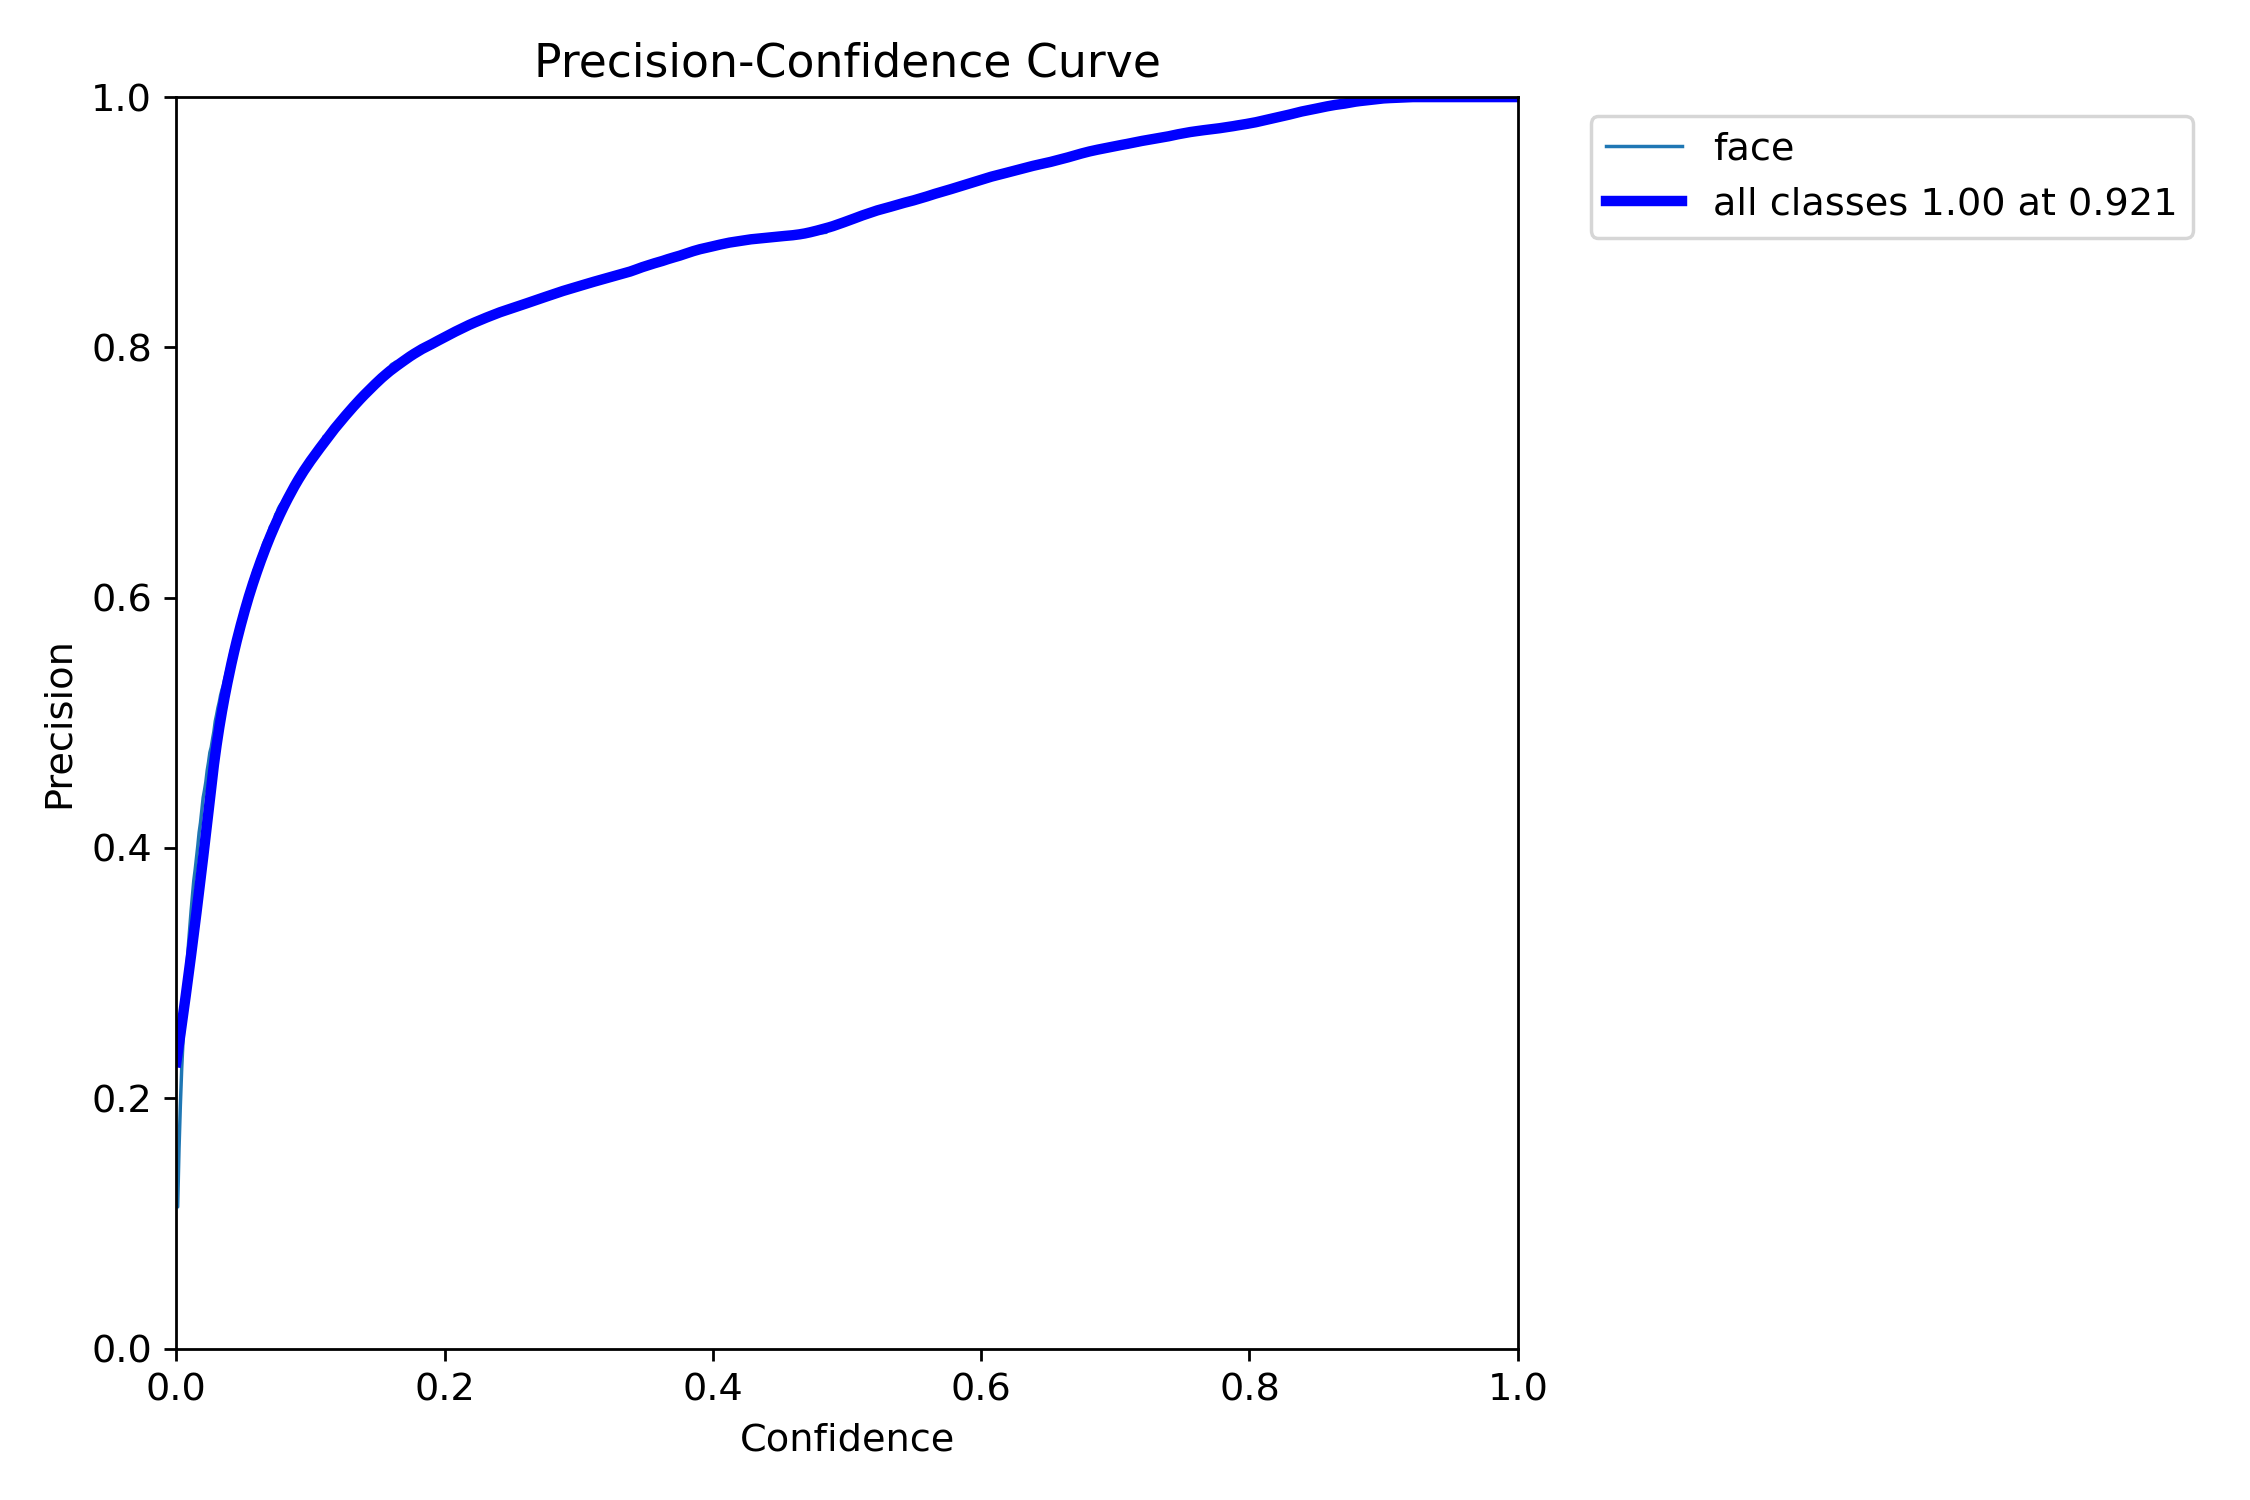 Precision-Confidence Curve
1.0
0.8
0.6
0.4
0.2
0.0
Precision
0.0 0.2 0.4 0.6 0.8 1.0
Confidence
face
all classes 1.00 at 0.921